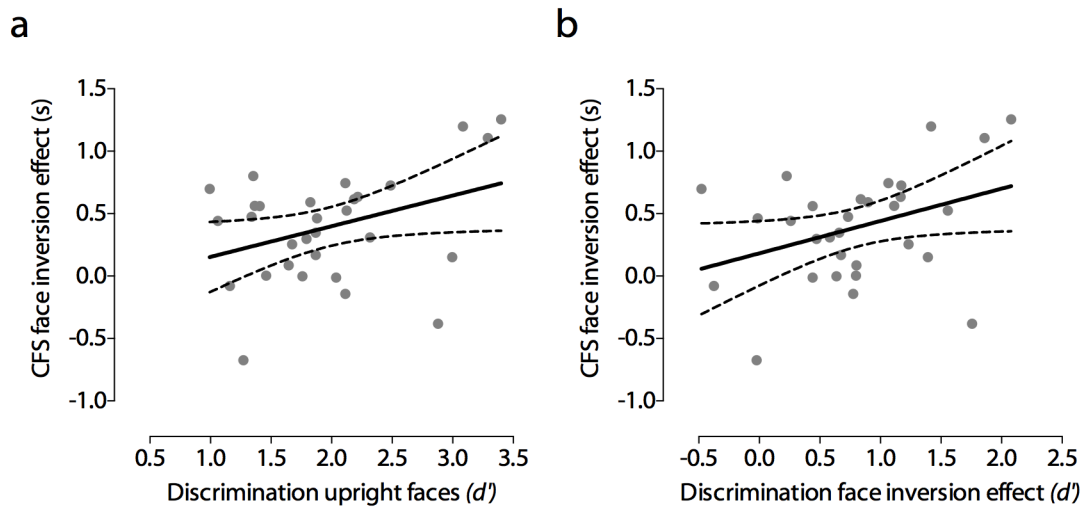 a
CFS face inversion effect (s)
1.5
1.0
0.5
0.0
-0.5
-1.0
0.5 1.0 1.5 2.0 2.5 3.0 3.5
Discrimination upright faces (d')
b
CFS face inversion effect (s)
1.5
1.0
0.5
0.0
-0.5
-1.0
-0.5 0.0 0.5 1.0 1.5 2.0 2.5
Discrimination face inversion effect (d')